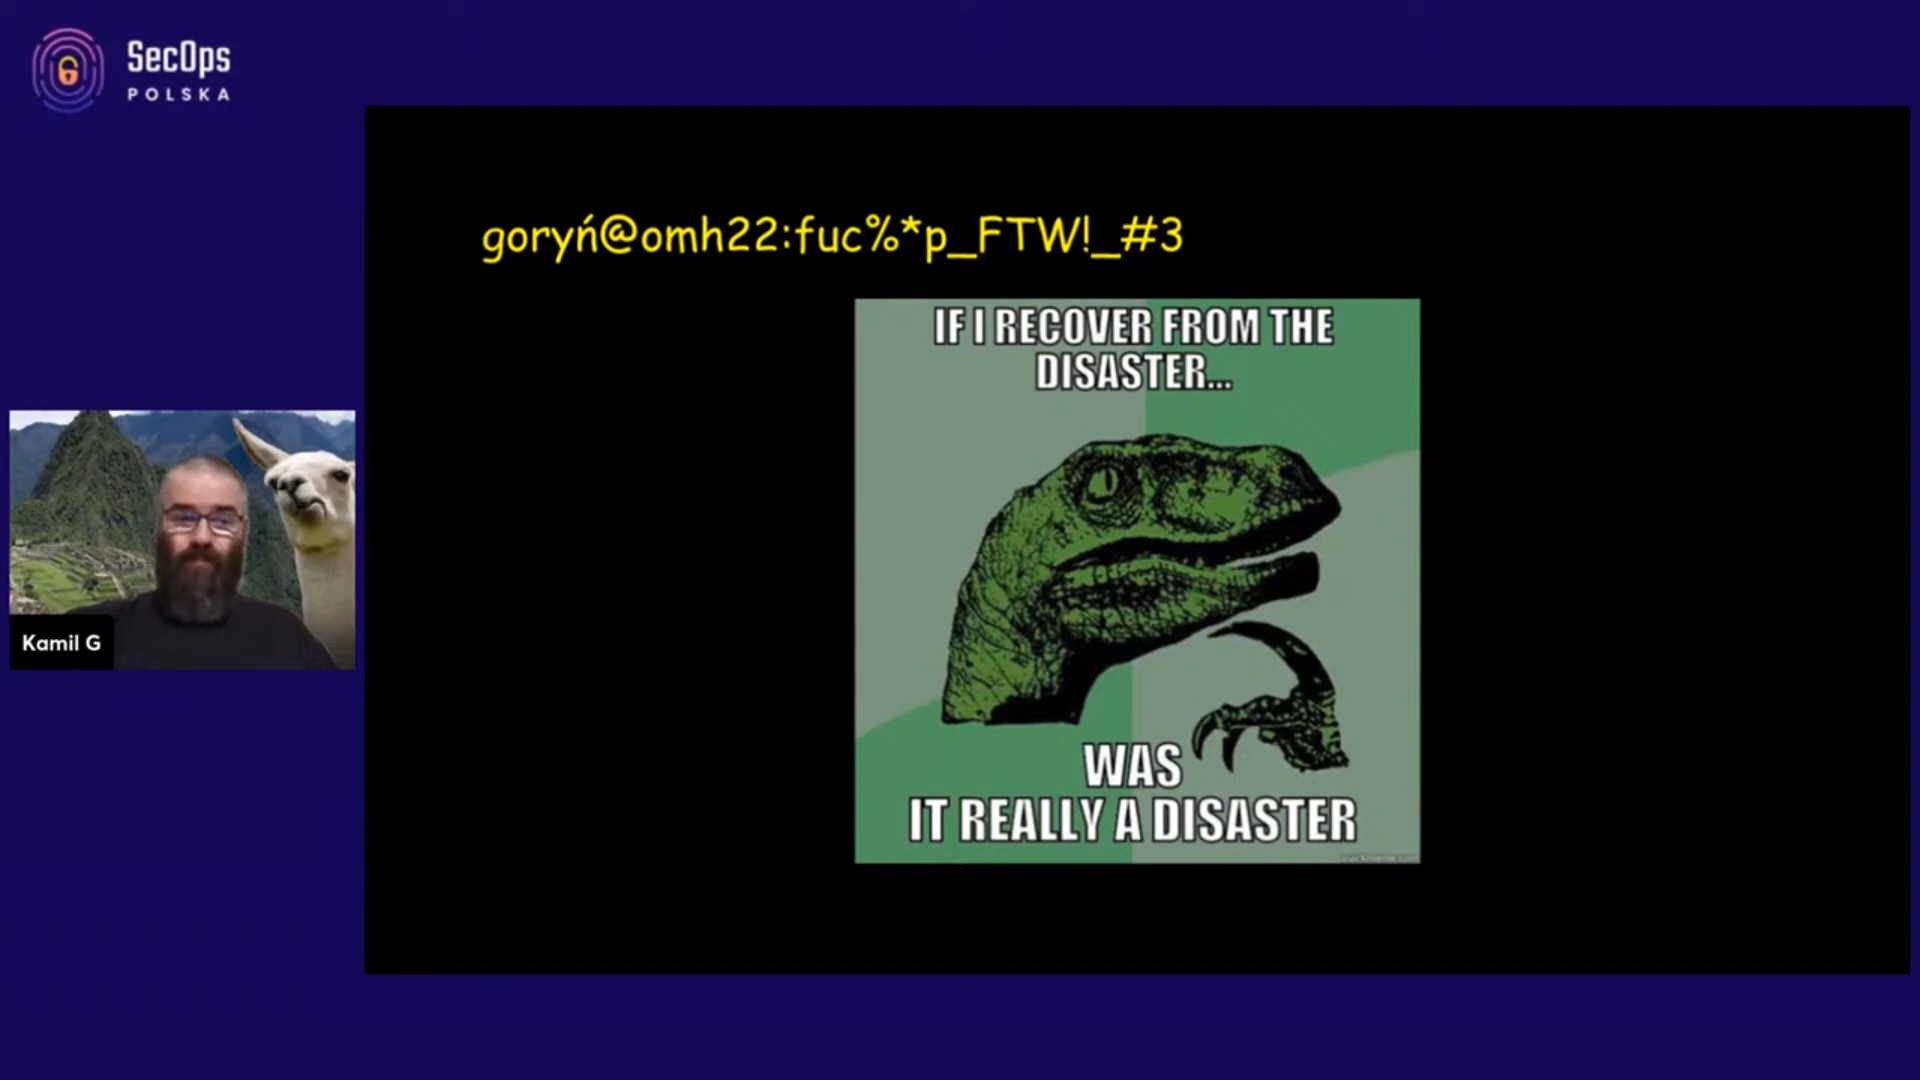 SecOps
POLSKA
goryń@omh22:fuc%*p_FTW!_#3
IF I RECOVER FROM THE
DISASTER...
WAS
IT REALLY A DISASTER
Kamil G